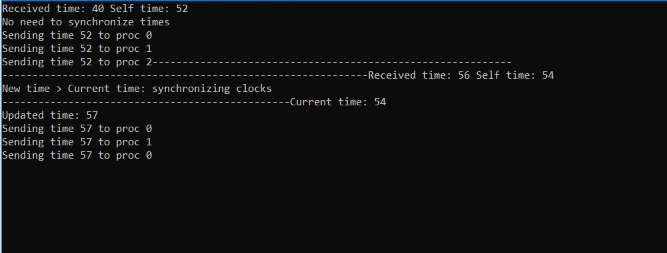 Received time: 40 Self time: 52
No need to synchronize times
Sending time 52 to proc 0
Sending time 52 to proc 1
Sending time 52 to proc 2------------------------------------------------------------
-------------------------------------------------------------Received time: 56 Self time: 54
New time > Current time: synchronizing clocks
------------------------------------------------Current time: 54
Updated time: 57
Sending time 57 to proc 0
Sending time 57 to proc 1
Sending time 57 to proc 0